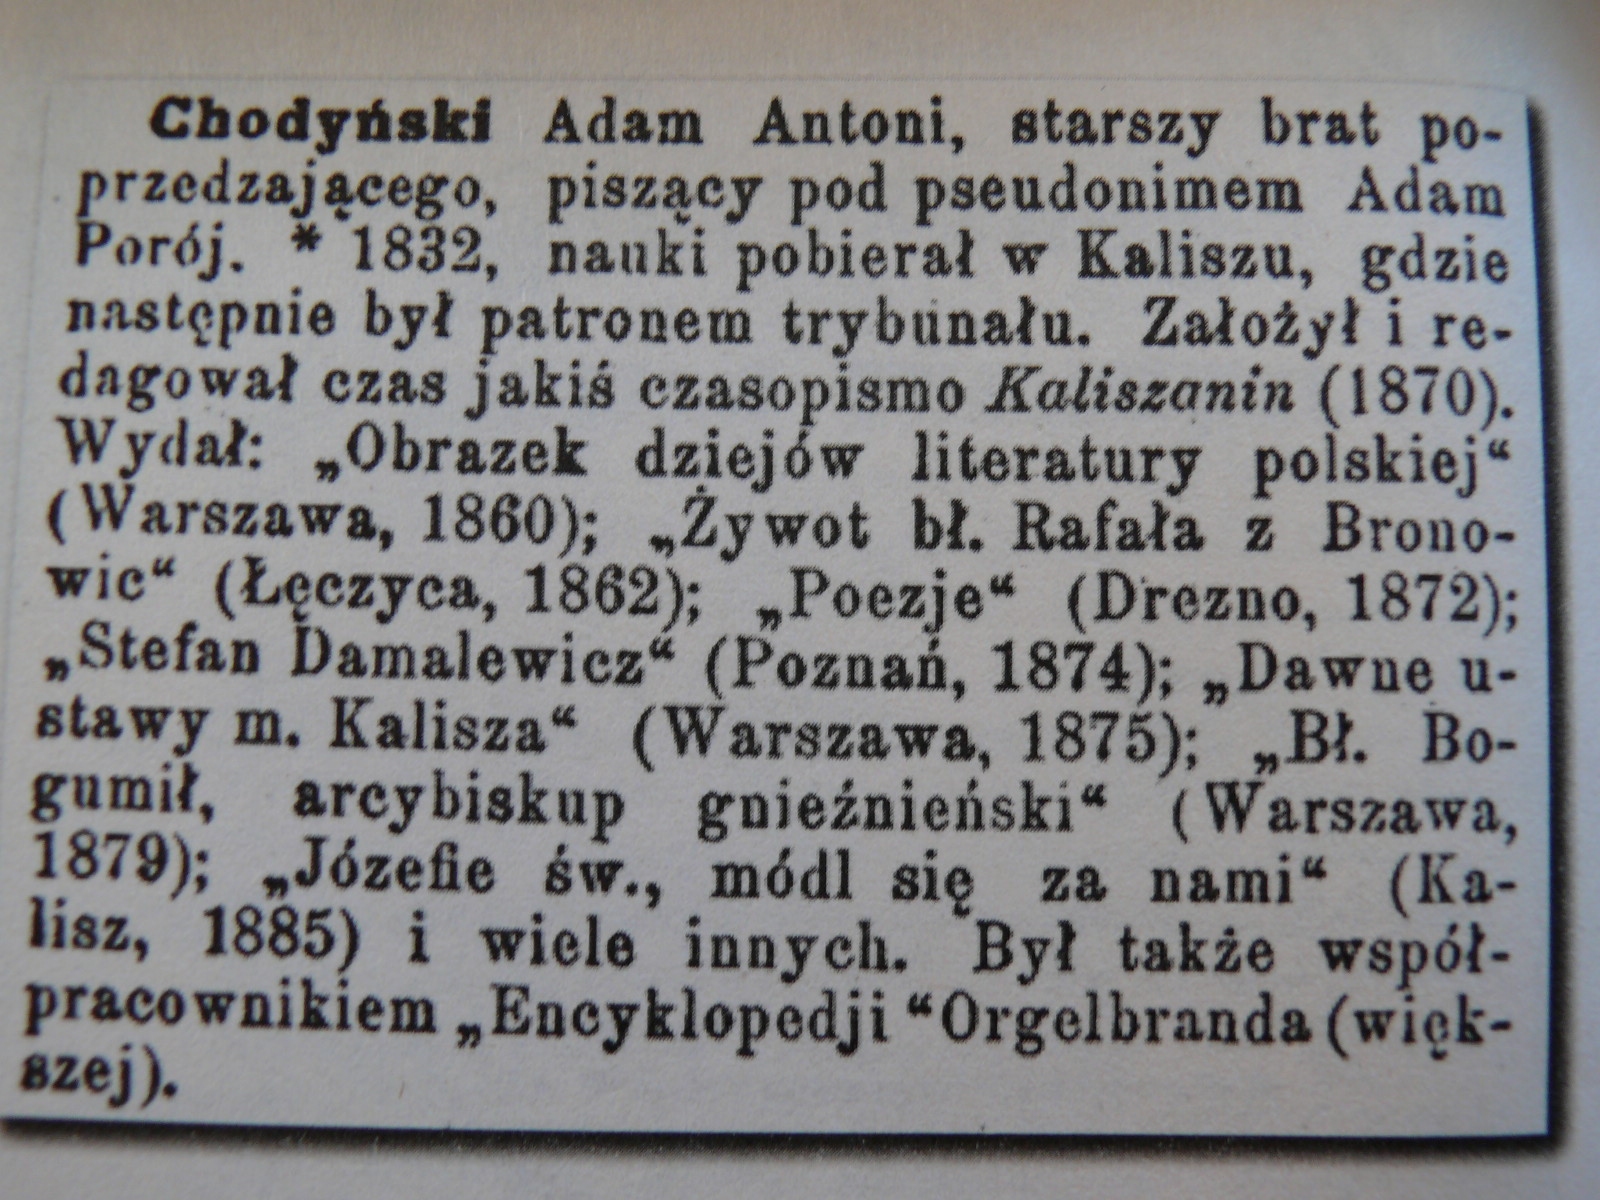 Chodyński Adam Antoni, starszy brat po-
przedzającego, piszący pod pseudonimem Adam
Porój. * 1832, nauki pobierał w Kaliszu, gdzie
następnie był patronem trybunału. Założył i re-
dagował czas jakiś czasopismo Kaliszanin (1870).
Wydał: „Obrazek dziejów literatury polskiej“
(Warszawa, 1860); „Żywot bł. Rafała z Brono-
wic“ (Łęczyca, 1862); „Poezje“ (Drezno, 1872);
„Stefan Damalewicz“ (Poznań, 1874); „Dawne u-
stawy m. Kalisza“ (Warszawa, 1875); „Bł. Bo-
gumił, arcybiskup gnieźnieński“ (Warszawa,
1879); „Józefie św., módl się za nami“ (Ka-
lisz, 1885) i wiele innych. Był także współ-
pracownikiem „Encyklopedji “Orgelbranda (więk-
szej).